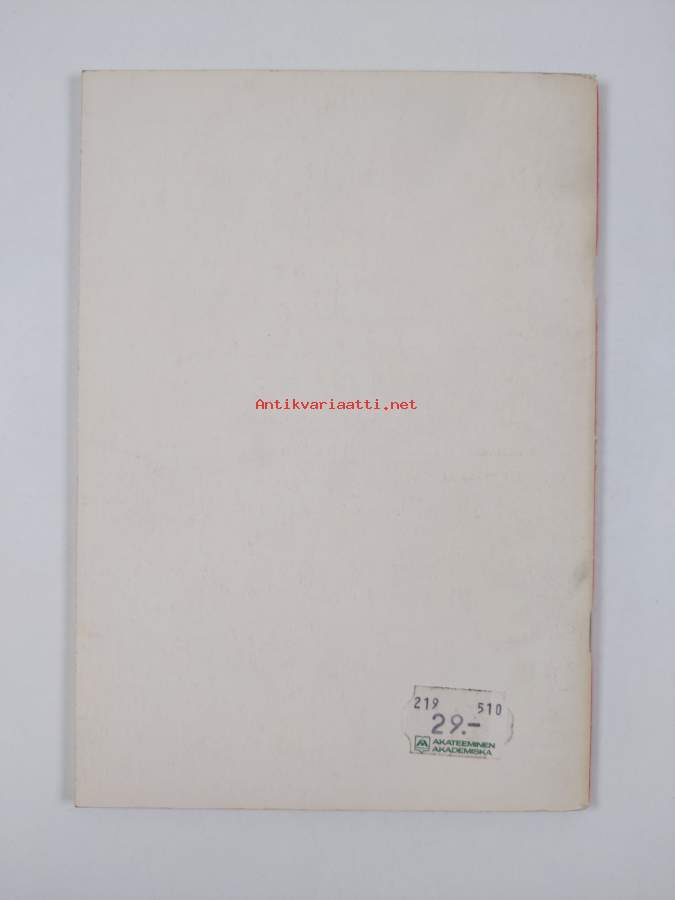 Antikvariaatti.net
219 510
29.-
AKATEEMINEN
AKADEMISKA